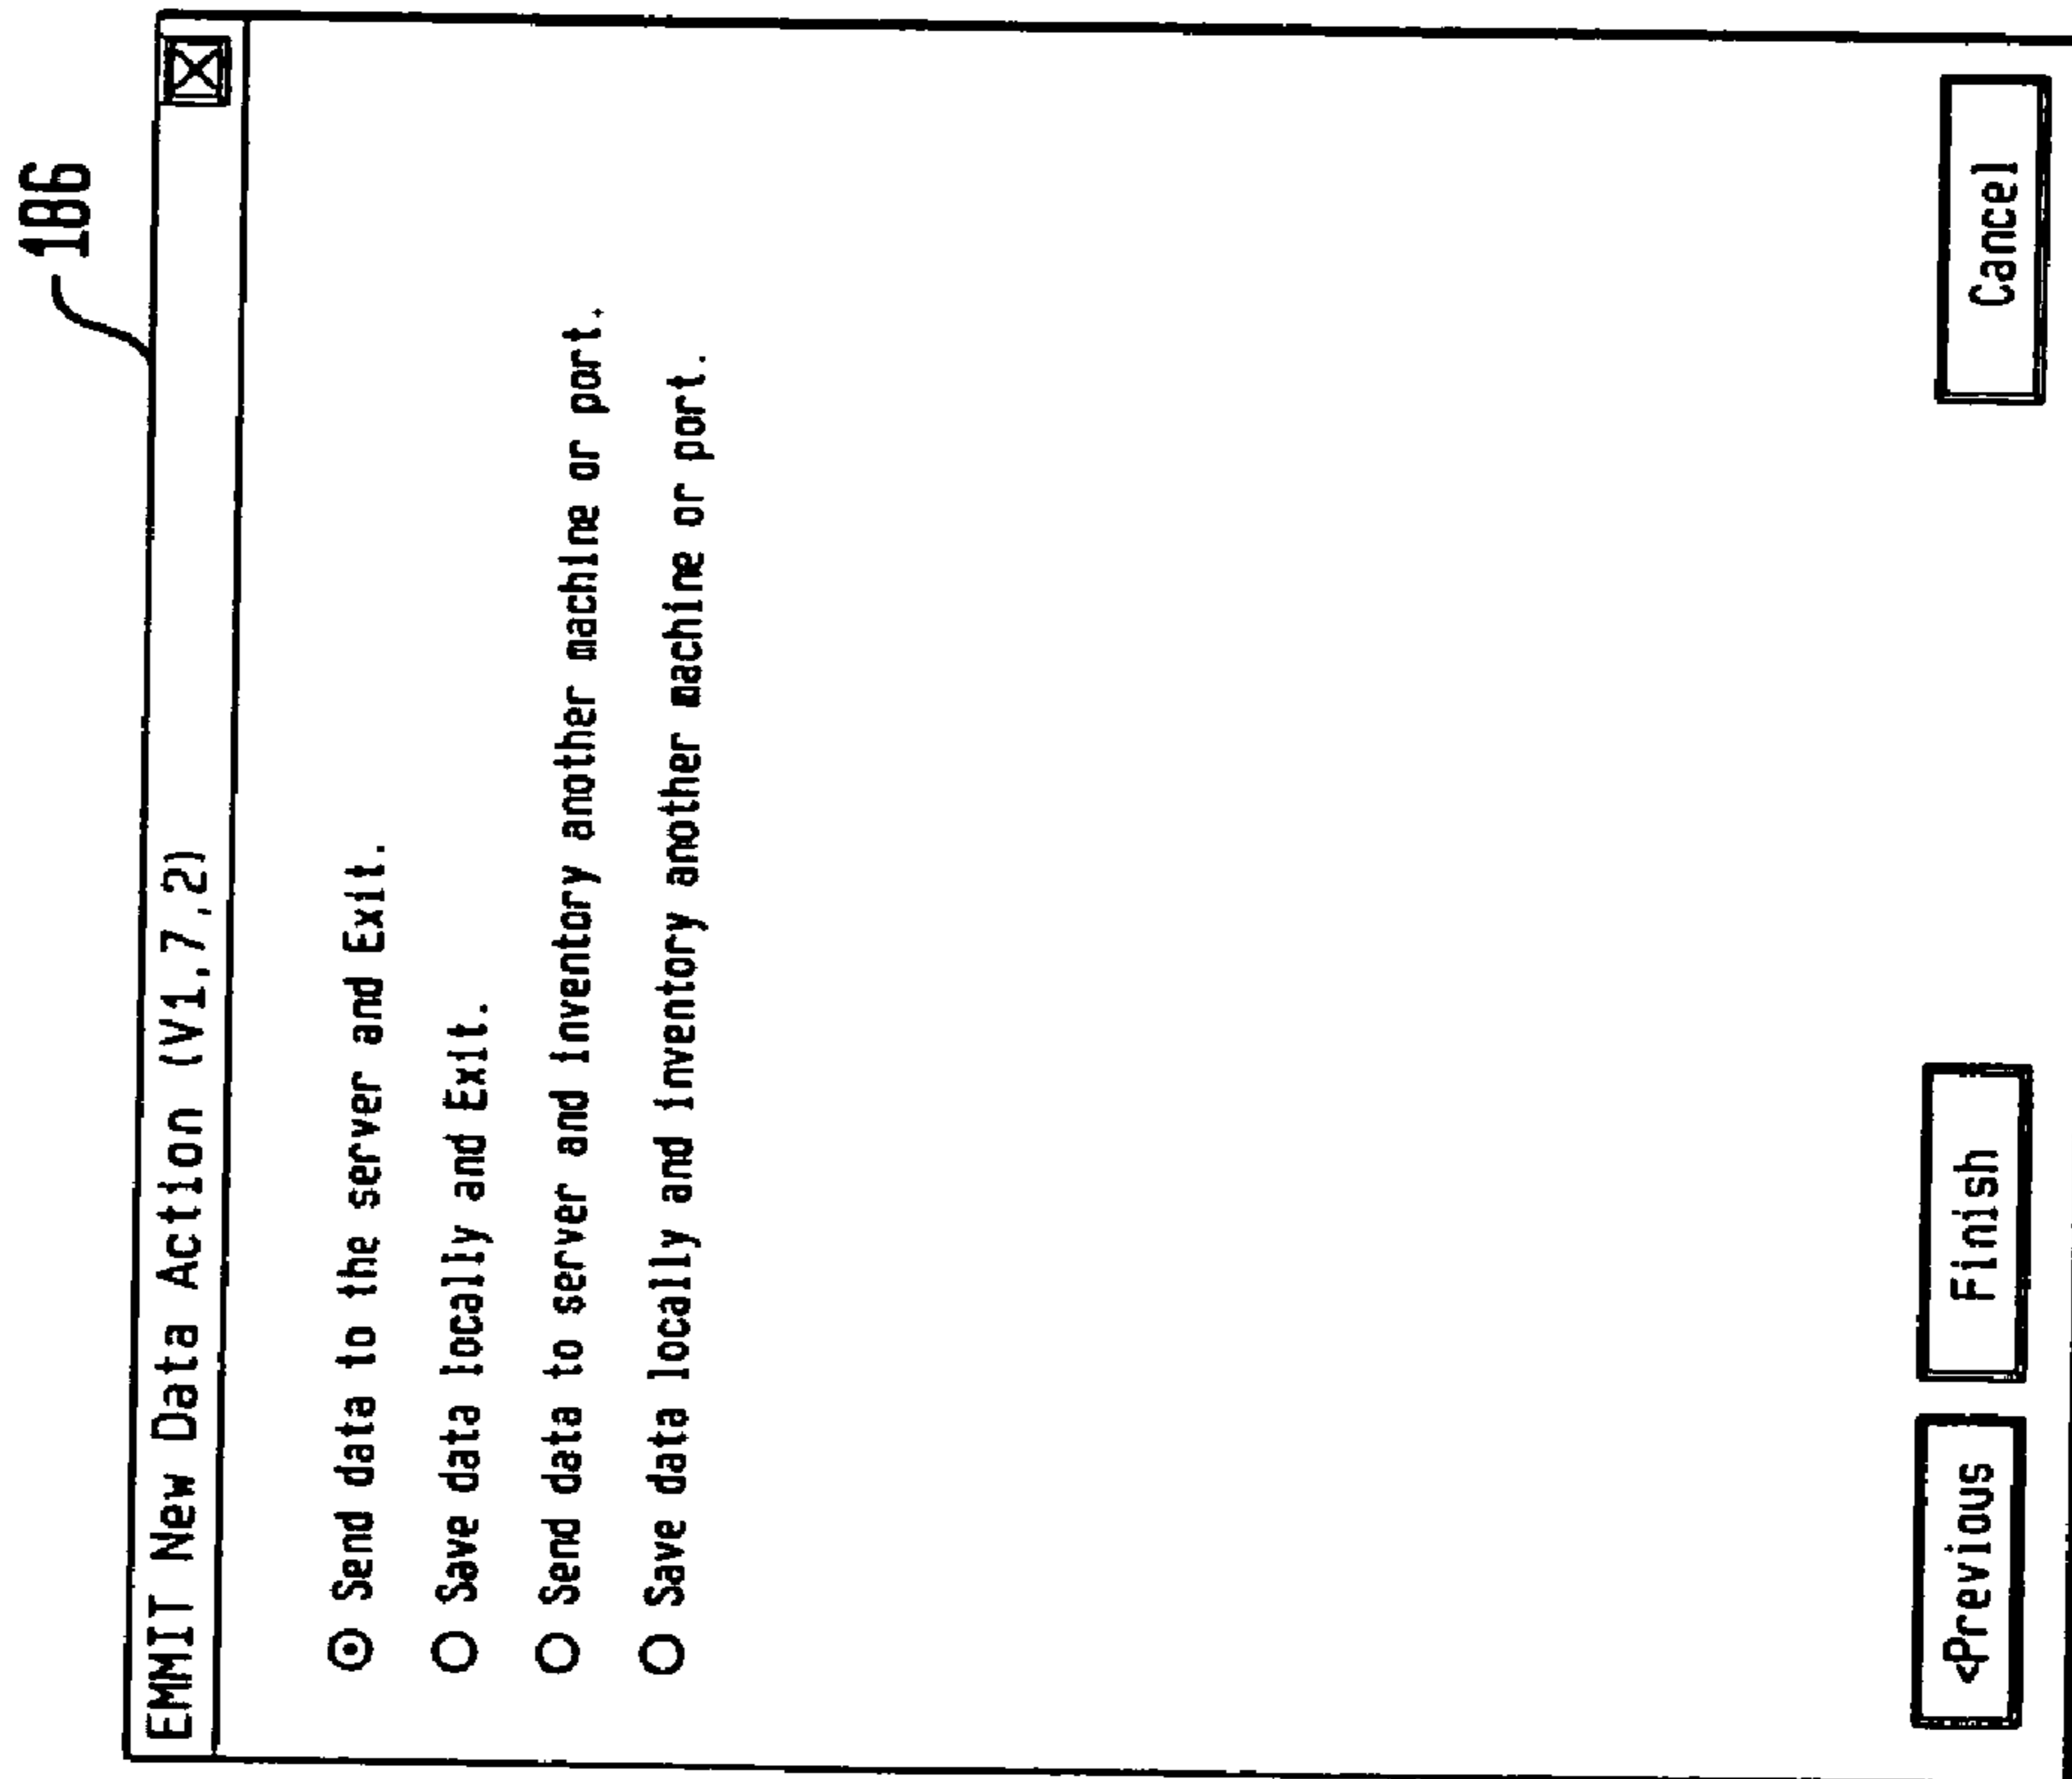 186
EMMIT New Data Action (V1,7,2)
Send data to the server and Exit.
Save data locally and Exit.
Send data to server and inventory another machine or port.
Save data locally and inventory another machine or port.
<Previous Finish Cancel